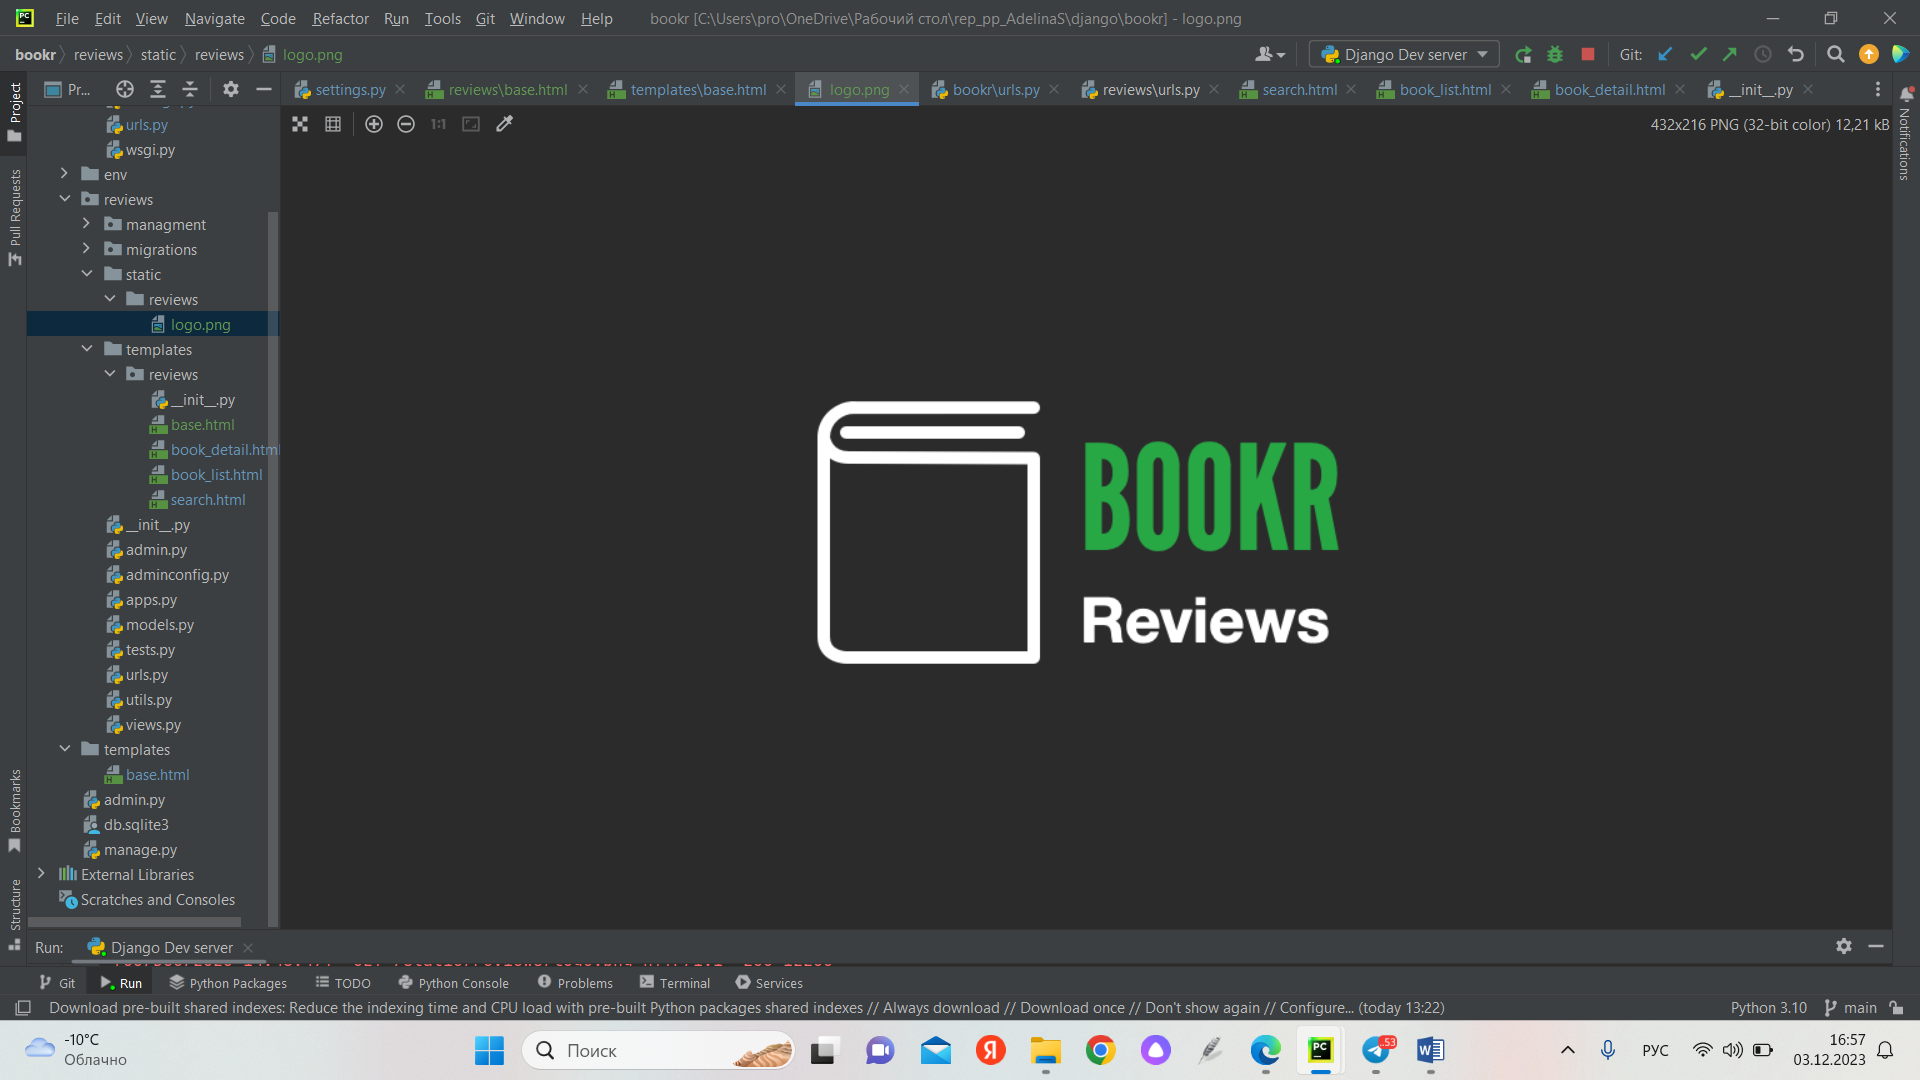 File Edit View Navigate Code Refactor Run Tools Git Window Help bookr [C:\Users\pro\OneDrive\Рабочий стол\rep_pp_AdelinaS\django\bookr] - logo.png
bookr reviews static reviews logo.png Django Dev server Git:
Pr... settings.py reviews\base.html templates\base.html logo.png bookr\urls.py reviews\urls.py search.html book_list.html book_detail.html __init__.py
1:1 432x216 PNG (32-bit color) 12,21 kB
Project
Pull Requests
Bookmarks
Structure
Notifications
urls.py
wsgi.py
env
reviews
managment
migrations
static
reviews
logo.png
templates
reviews
__init__.py
base.html
book_detail.html
book_list.html
search.html
__init__.py
admin.py
adminconfig.py
apps.py
models.py
tests.py
urls.py
utils.py
views.py
templates
base.html
admin.py
db.sqlite3
manage.py
External Libraries
Scratches and Consoles
BOOKR
Reviews
Run: Django Dev server
Git Run Python Packages TODO Python Console Problems Terminal Services
Download pre-built shared indexes: Reduce the indexing time and CPU load with pre-built Python packages shared indexes // Always download // Download once // Don't show again // Configure... (today 13:22) Python 3.10 main
-10°C
Облачно
Поиск
53
РУС
16:57
03.12.2023